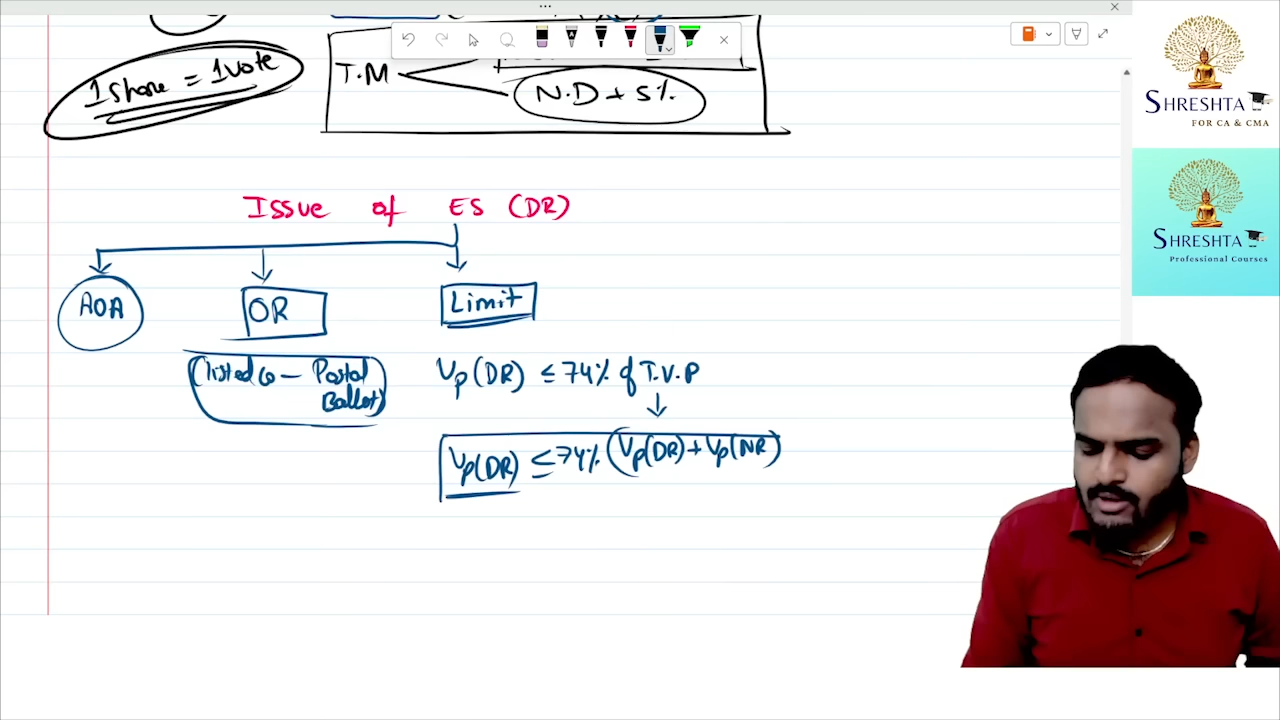 1 Share = 1 Vote
T.M
N.D + 5%
SHRESHTA
FOR CA & CMA
SHRESHTA
Professional Courses
Issue of ES (DR)
AOA
OR
Limit
(listed co – Postal
Ballot)
Vp(DR) ≤ 74% of T.V.P
Vp(DR) ≤ 74% (Vp(DR) + Vp(NR)